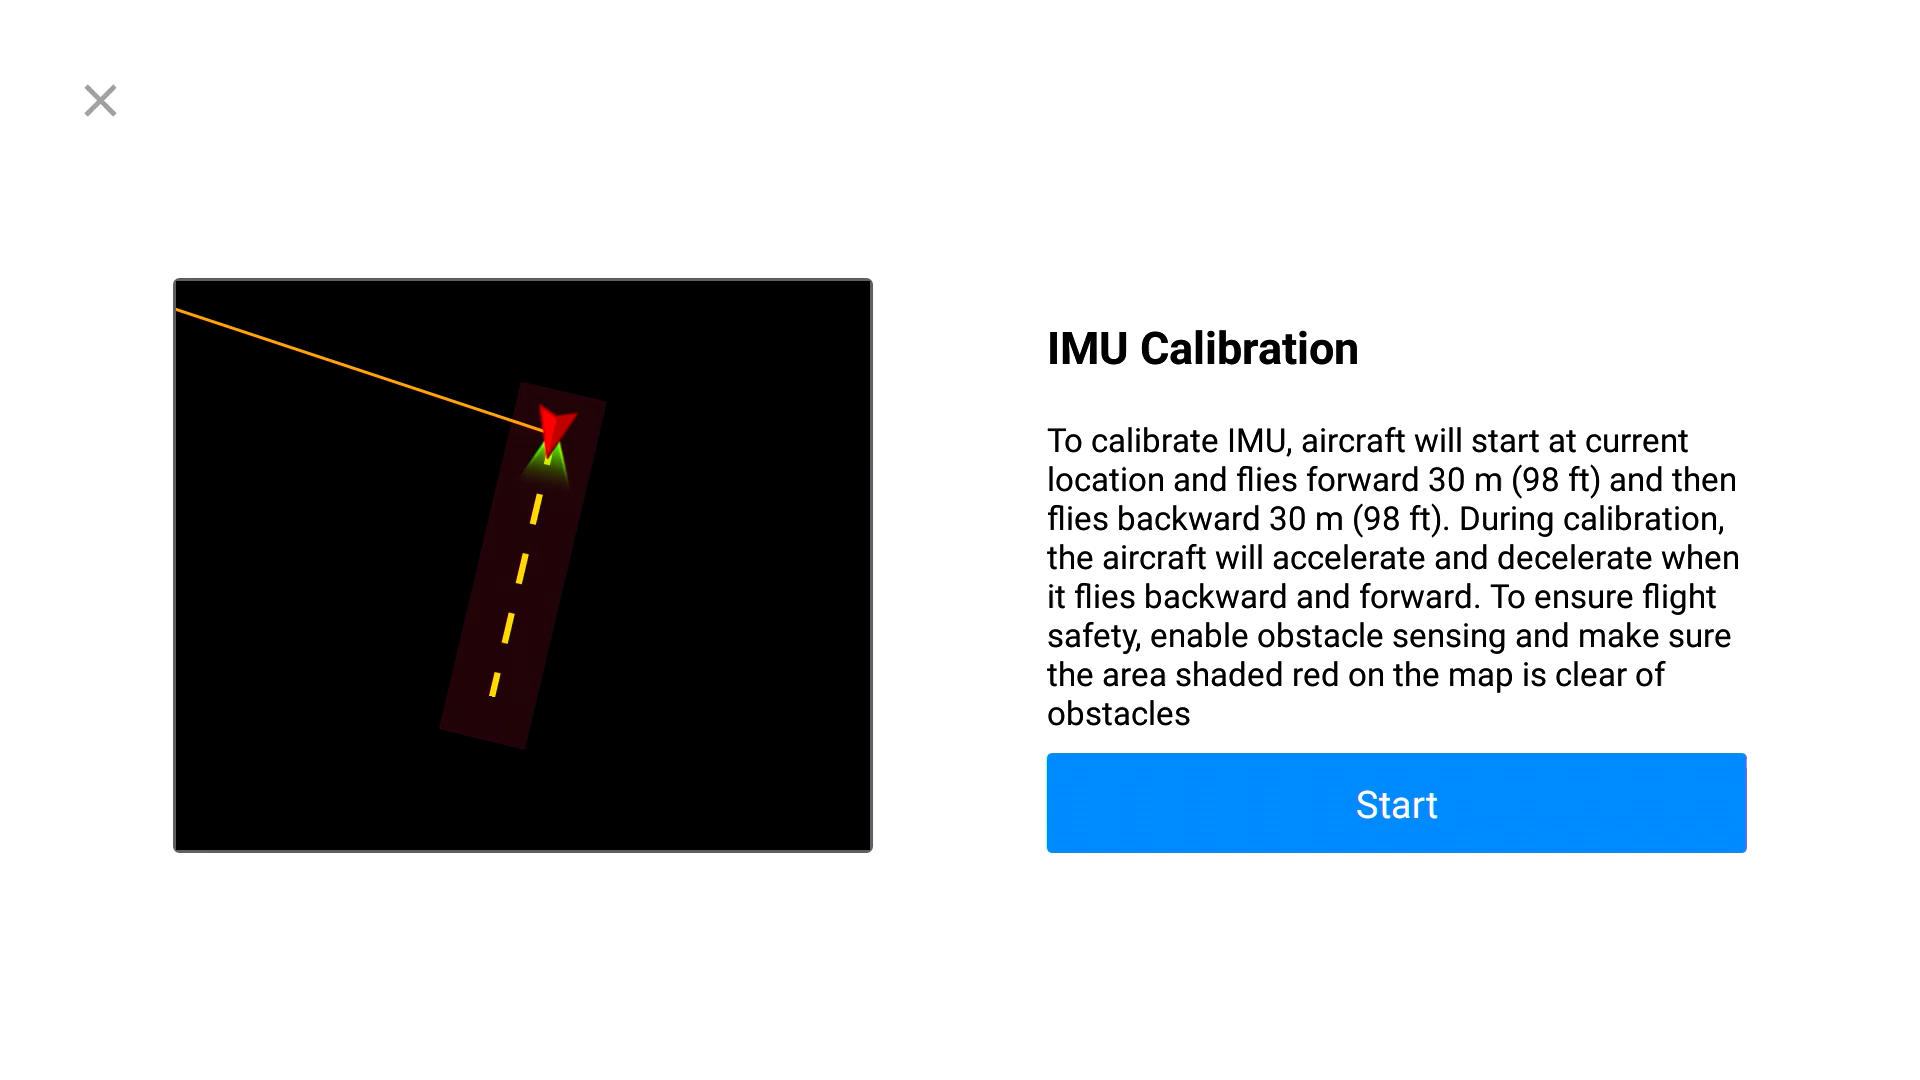 IMU Calibration
To calibrate IMU, aircraft will start at current
location and flies forward 30 m (98 ft) and then
flies backward 30 m (98 ft). During calibration,
the aircraft will accelerate and decelerate when
it flies backward and forward. To ensure flight
safety, enable obstacle sensing and make sure
the area shaded red on the map is clear of
obstacles
Start